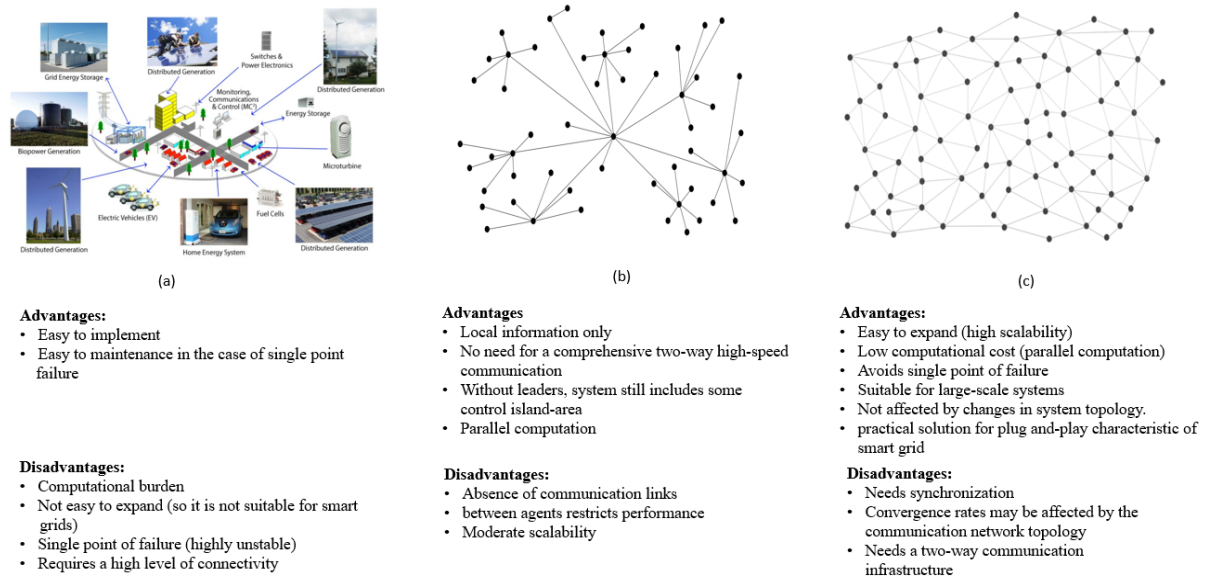 Grid Energy Storage
Distributed Generation
Switches &
Power Electronics
Distributed Generation
Monitoring,
Communications
& Control (MC²)
Energy Storage
Biopower Generation
Microturbine
Electric Vehicles (EV)
Fuel Cells
Distributed Generation
Home Energy System
Distributed Generation
(a)
(b)
(c)
Advantages:
• Easy to implement
• Easy to maintenance in the case of single point
failure
Disadvantages:
• Computational burden
• Not easy to expand (so it is not suitable for smart
grids)
• Single point of failure (highly unstable)
• Requires a high level of connectivity
Advantages
• Local information only
• No need for a comprehensive two-way high-speed
communication
• Without leaders, system still includes some
control island-area
• Parallel computation
Disadvantages:
• Absence of communication links
• between agents restricts performance
• Moderate scalability
Advantages:
• Easy to expand (high scalability)
• Low computational cost (parallel computation)
• Avoids single point of failure
• Suitable for large-scale systems
• Not affected by changes in system topology.
• practical solution for plug and-play characteristic of
smart grid
Disadvantages:
• Needs synchronization
• Convergence rates may be affected by the
communication network topology
• Needs a two-way communication
infrastructure